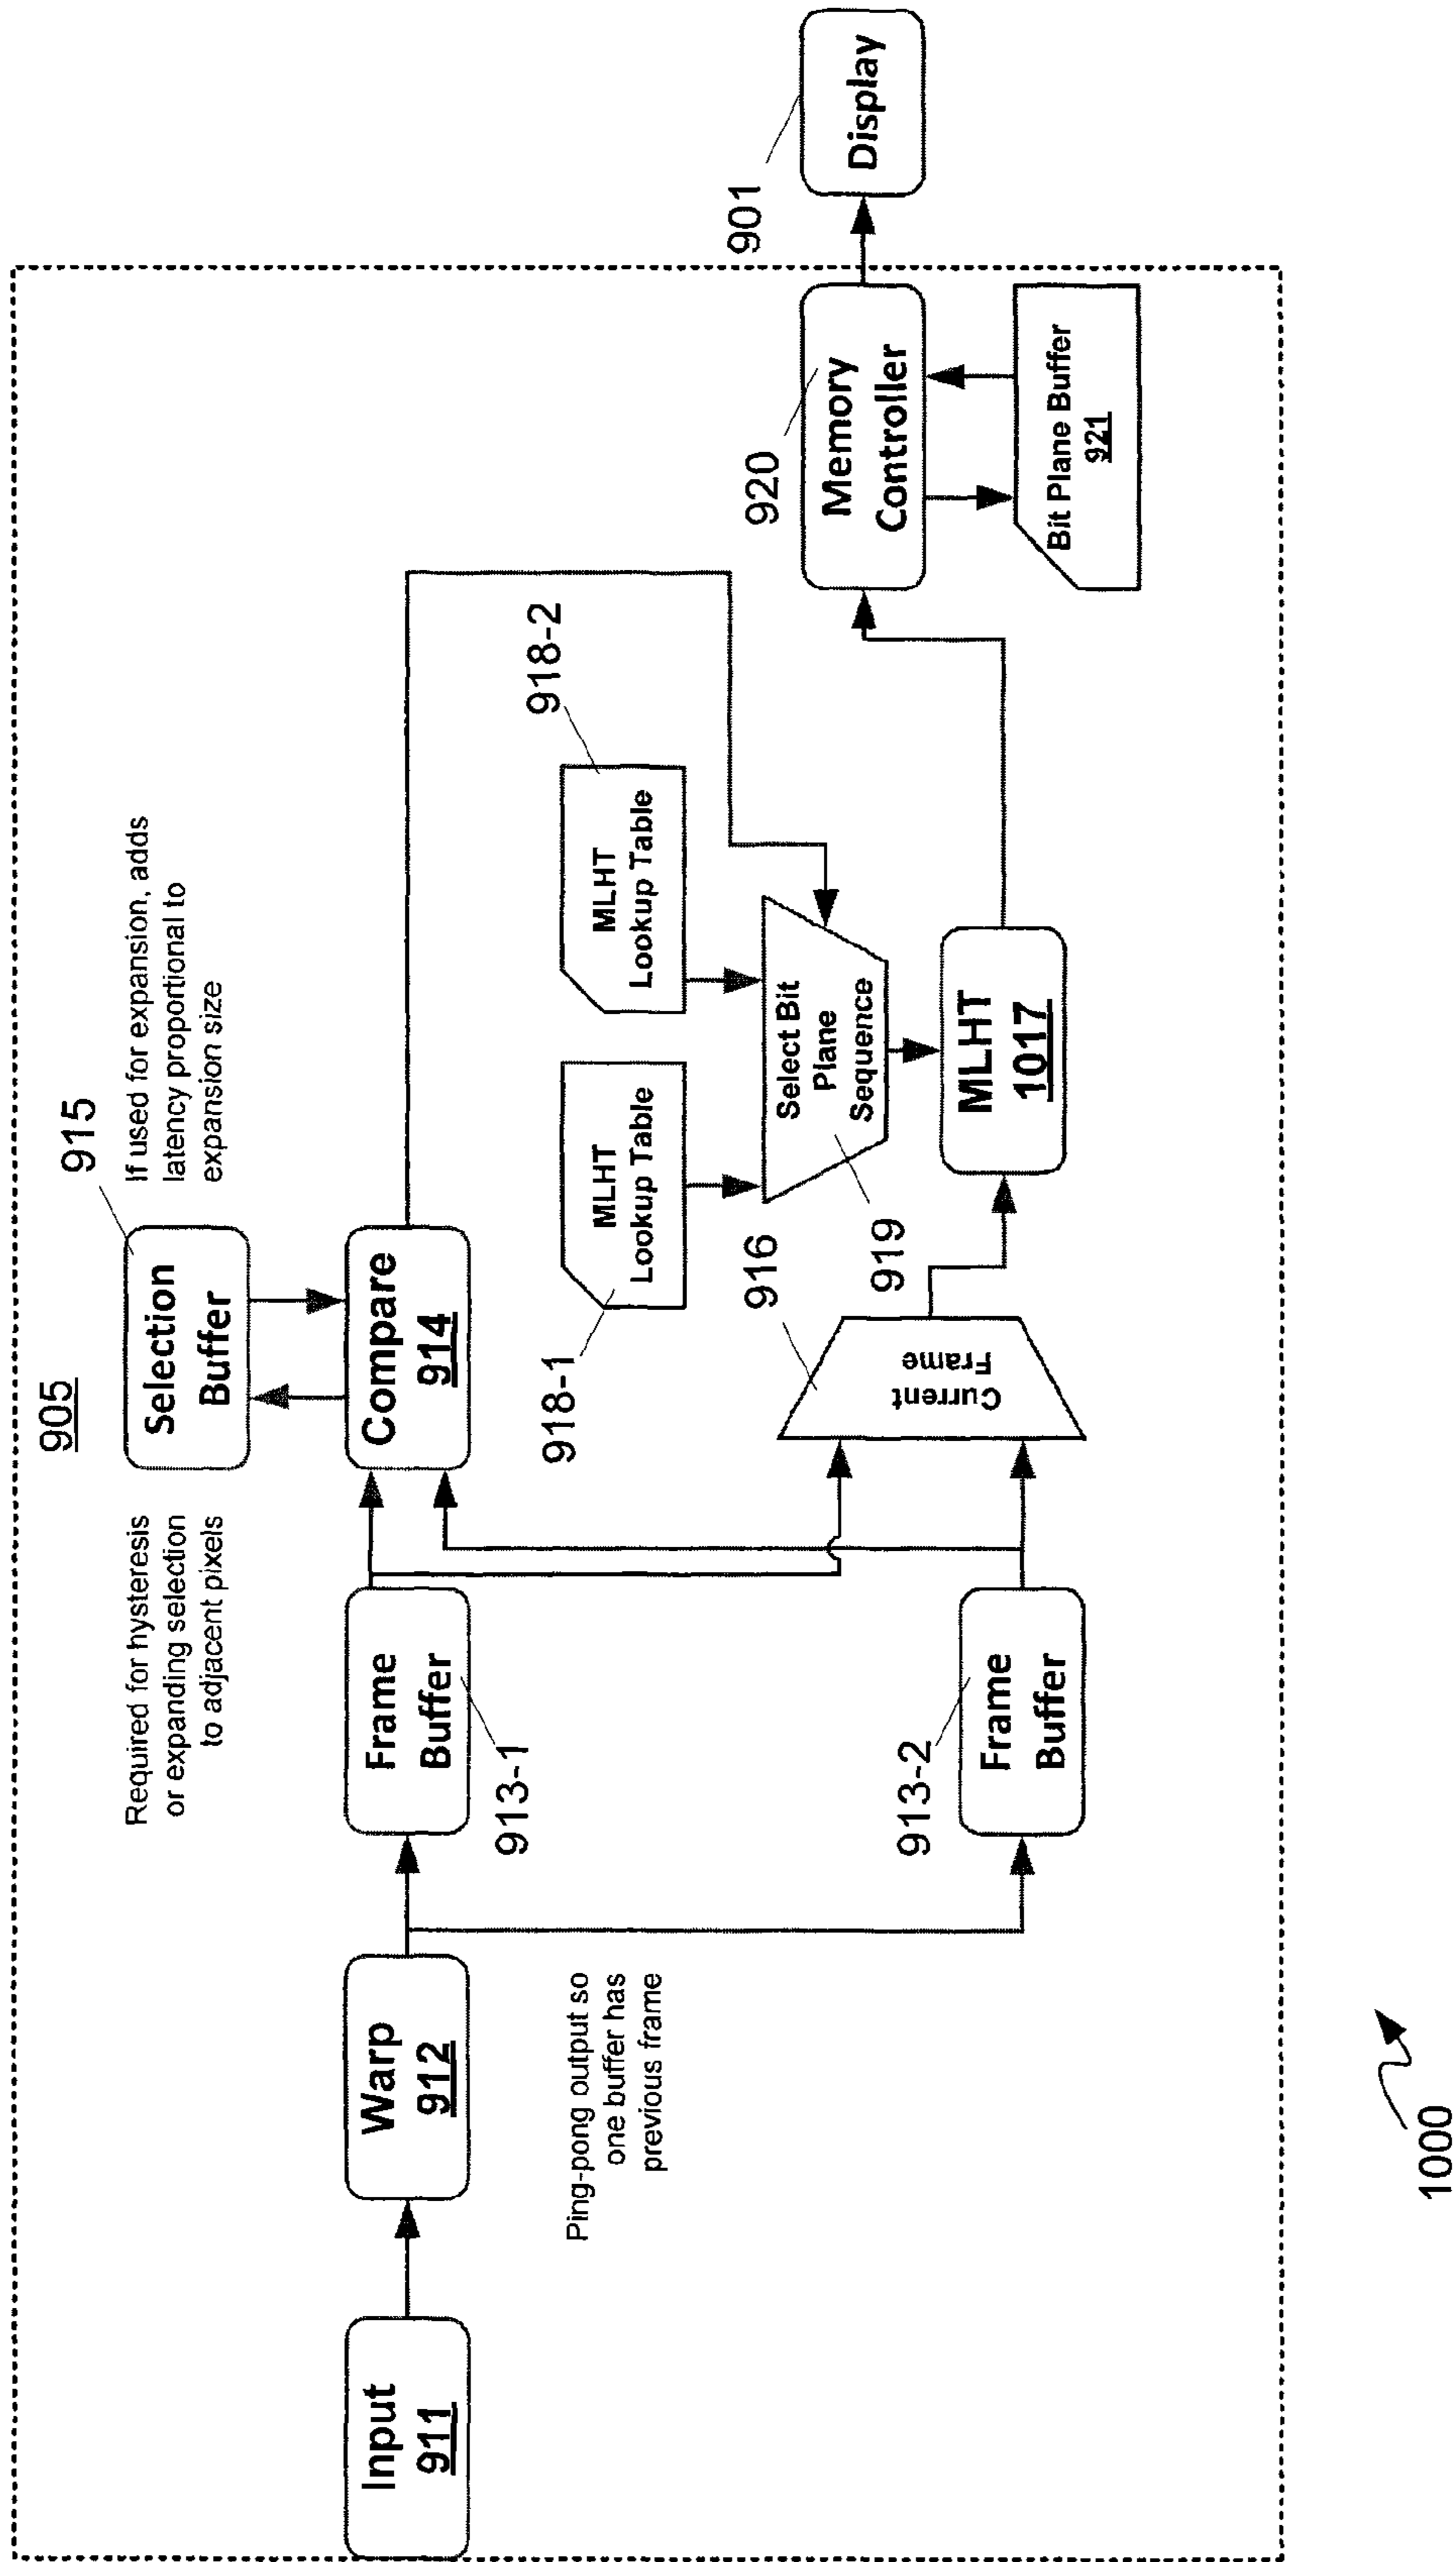 905
915
Required for hysteresis
or expanding selection
to adjacent pixels
Selection
Buffer
If used for expansion, adds
latency proportional to
expansion size
Input
911
Warp
912
Frame
Buffer
913-1
Compare
914
918-1
MLHT
Lookup Table
MLHT
Lookup Table
918-2
Ping-pong output so
one buffer has
previous frame
916
919
Select Bit
Plane
Sequence
920
901
Memory
Controller
Display
913-2
Frame
Buffer
Current
Frame
MLHT
1017
Bit Plane Buffer
921
1000